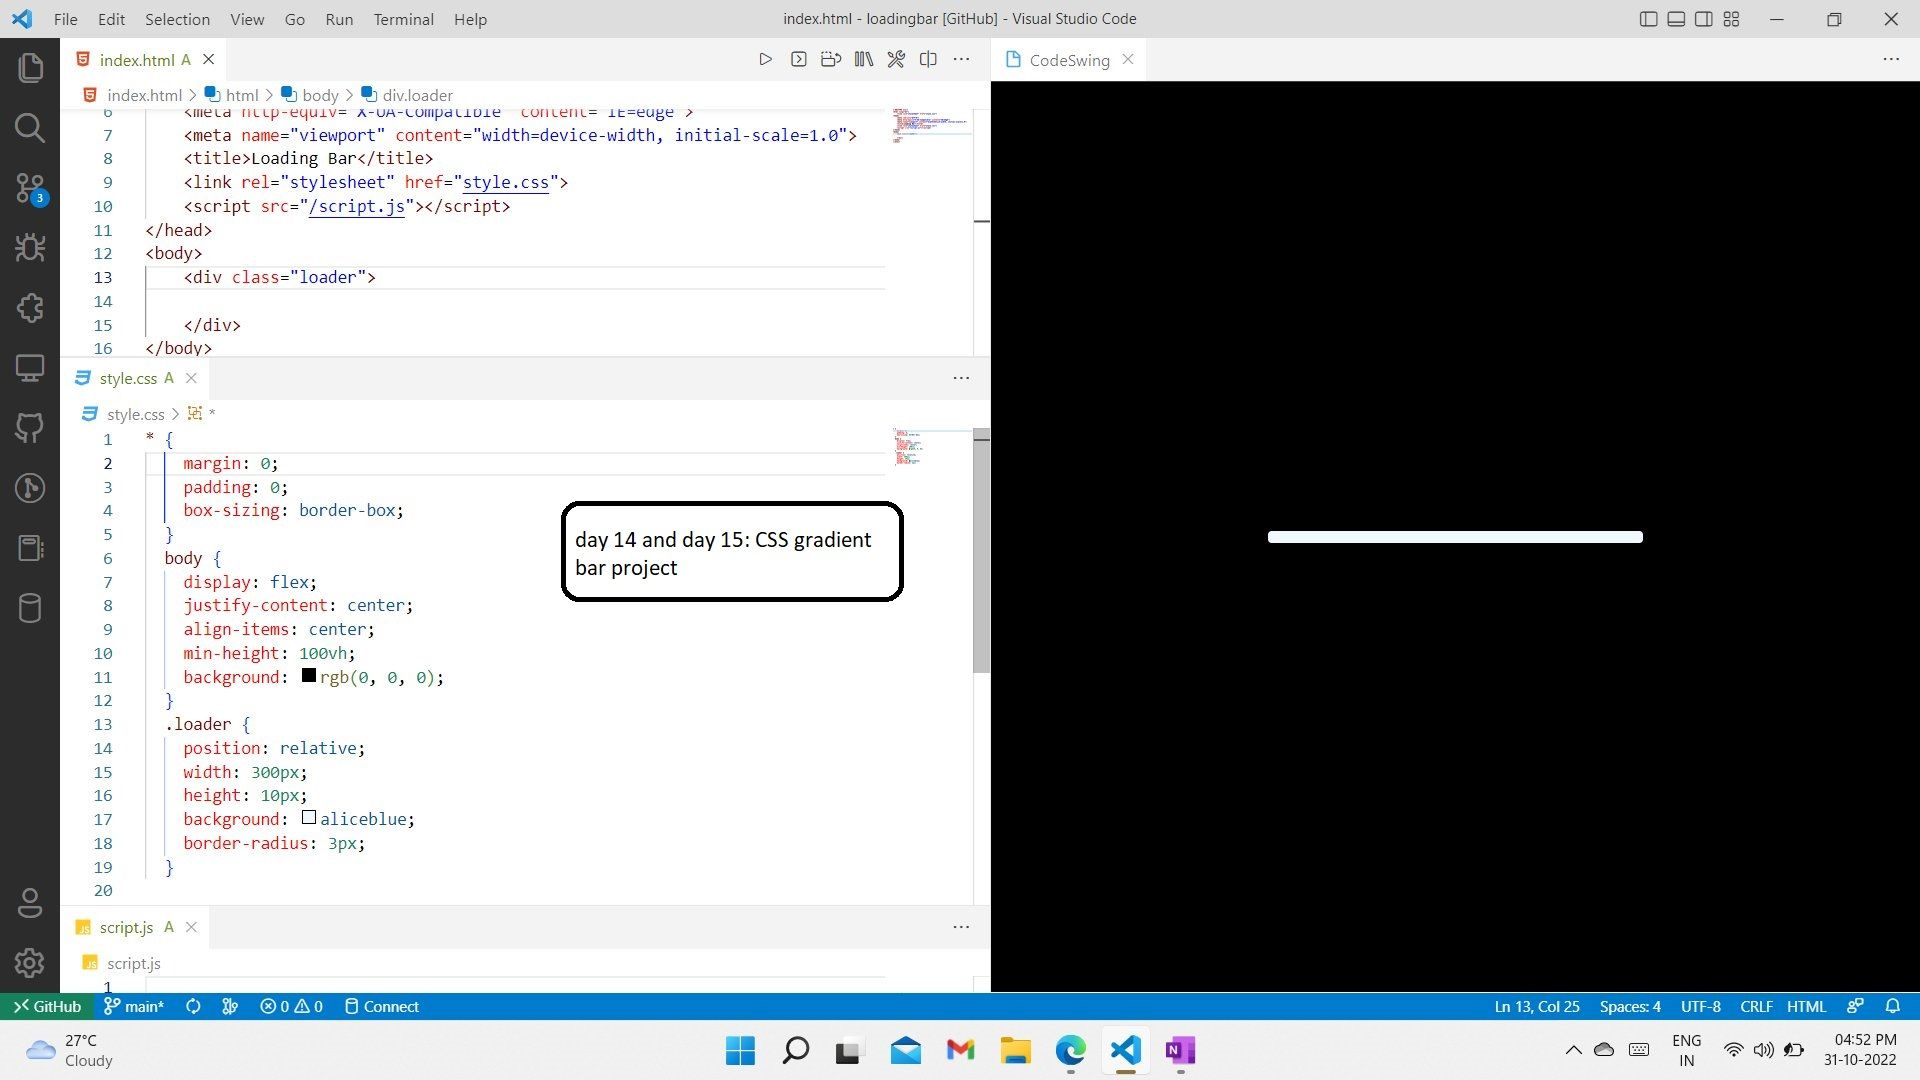 File Edit Selection View Go Run Terminal Help
index.html - loadingbar [GitHub] - Visual Studio Code
index.html A
CodeSwing
index.html > html > body > div.loader
6 <meta http-equiv="X-UA-Compatible" content="IE=edge">
7 <meta name="viewport" content="width=device-width, initial-scale=1.0">
8 <title>Loading Bar</title>
9 <link rel="stylesheet" href="style.css">
10 <script src="/script.js"></script>
11 </head>
12 <body>
13 <div class="loader">
14
15 </div>
16 </body>
style.css A
style.css > *
1 * {
2 margin: 0;
3 padding: 0;
4 box-sizing: border-box;
5 }
6 body {
7 display: flex;
8 justify-content: center;
9 align-items: center;
10 min-height: 100vh;
11 background: rgb(0, 0, 0);
12 }
13 .loader {
14 position: relative;
15 width: 300px;
16 height: 10px;
17 background: aliceblue;
18 border-radius: 3px;
19 }
20
day 14 and day 15: CSS gradient
bar project
3
JS script.js A
JS script.js
1
GitHub main* 0 0 Connect
Ln 13, Col 25 Spaces: 4 UTF-8 CRLF HTML
27°C
Cloudy
N
ENG
IN
04:52 PM
31-10-2022